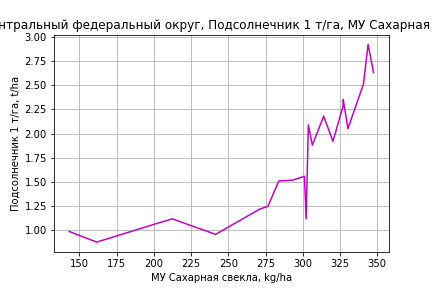 нтральный федеральный округ, Подсолнечник 1 т/га, МУ Сахарная
3.00
2.75
2.50
2.25
2.00
1.75
1.50
1.25
1.00
Подсолнечник 1 т/га, t/ha
150 175 200 225 250 275 300 325 350
МУ Сахарная свекла, kg/ha